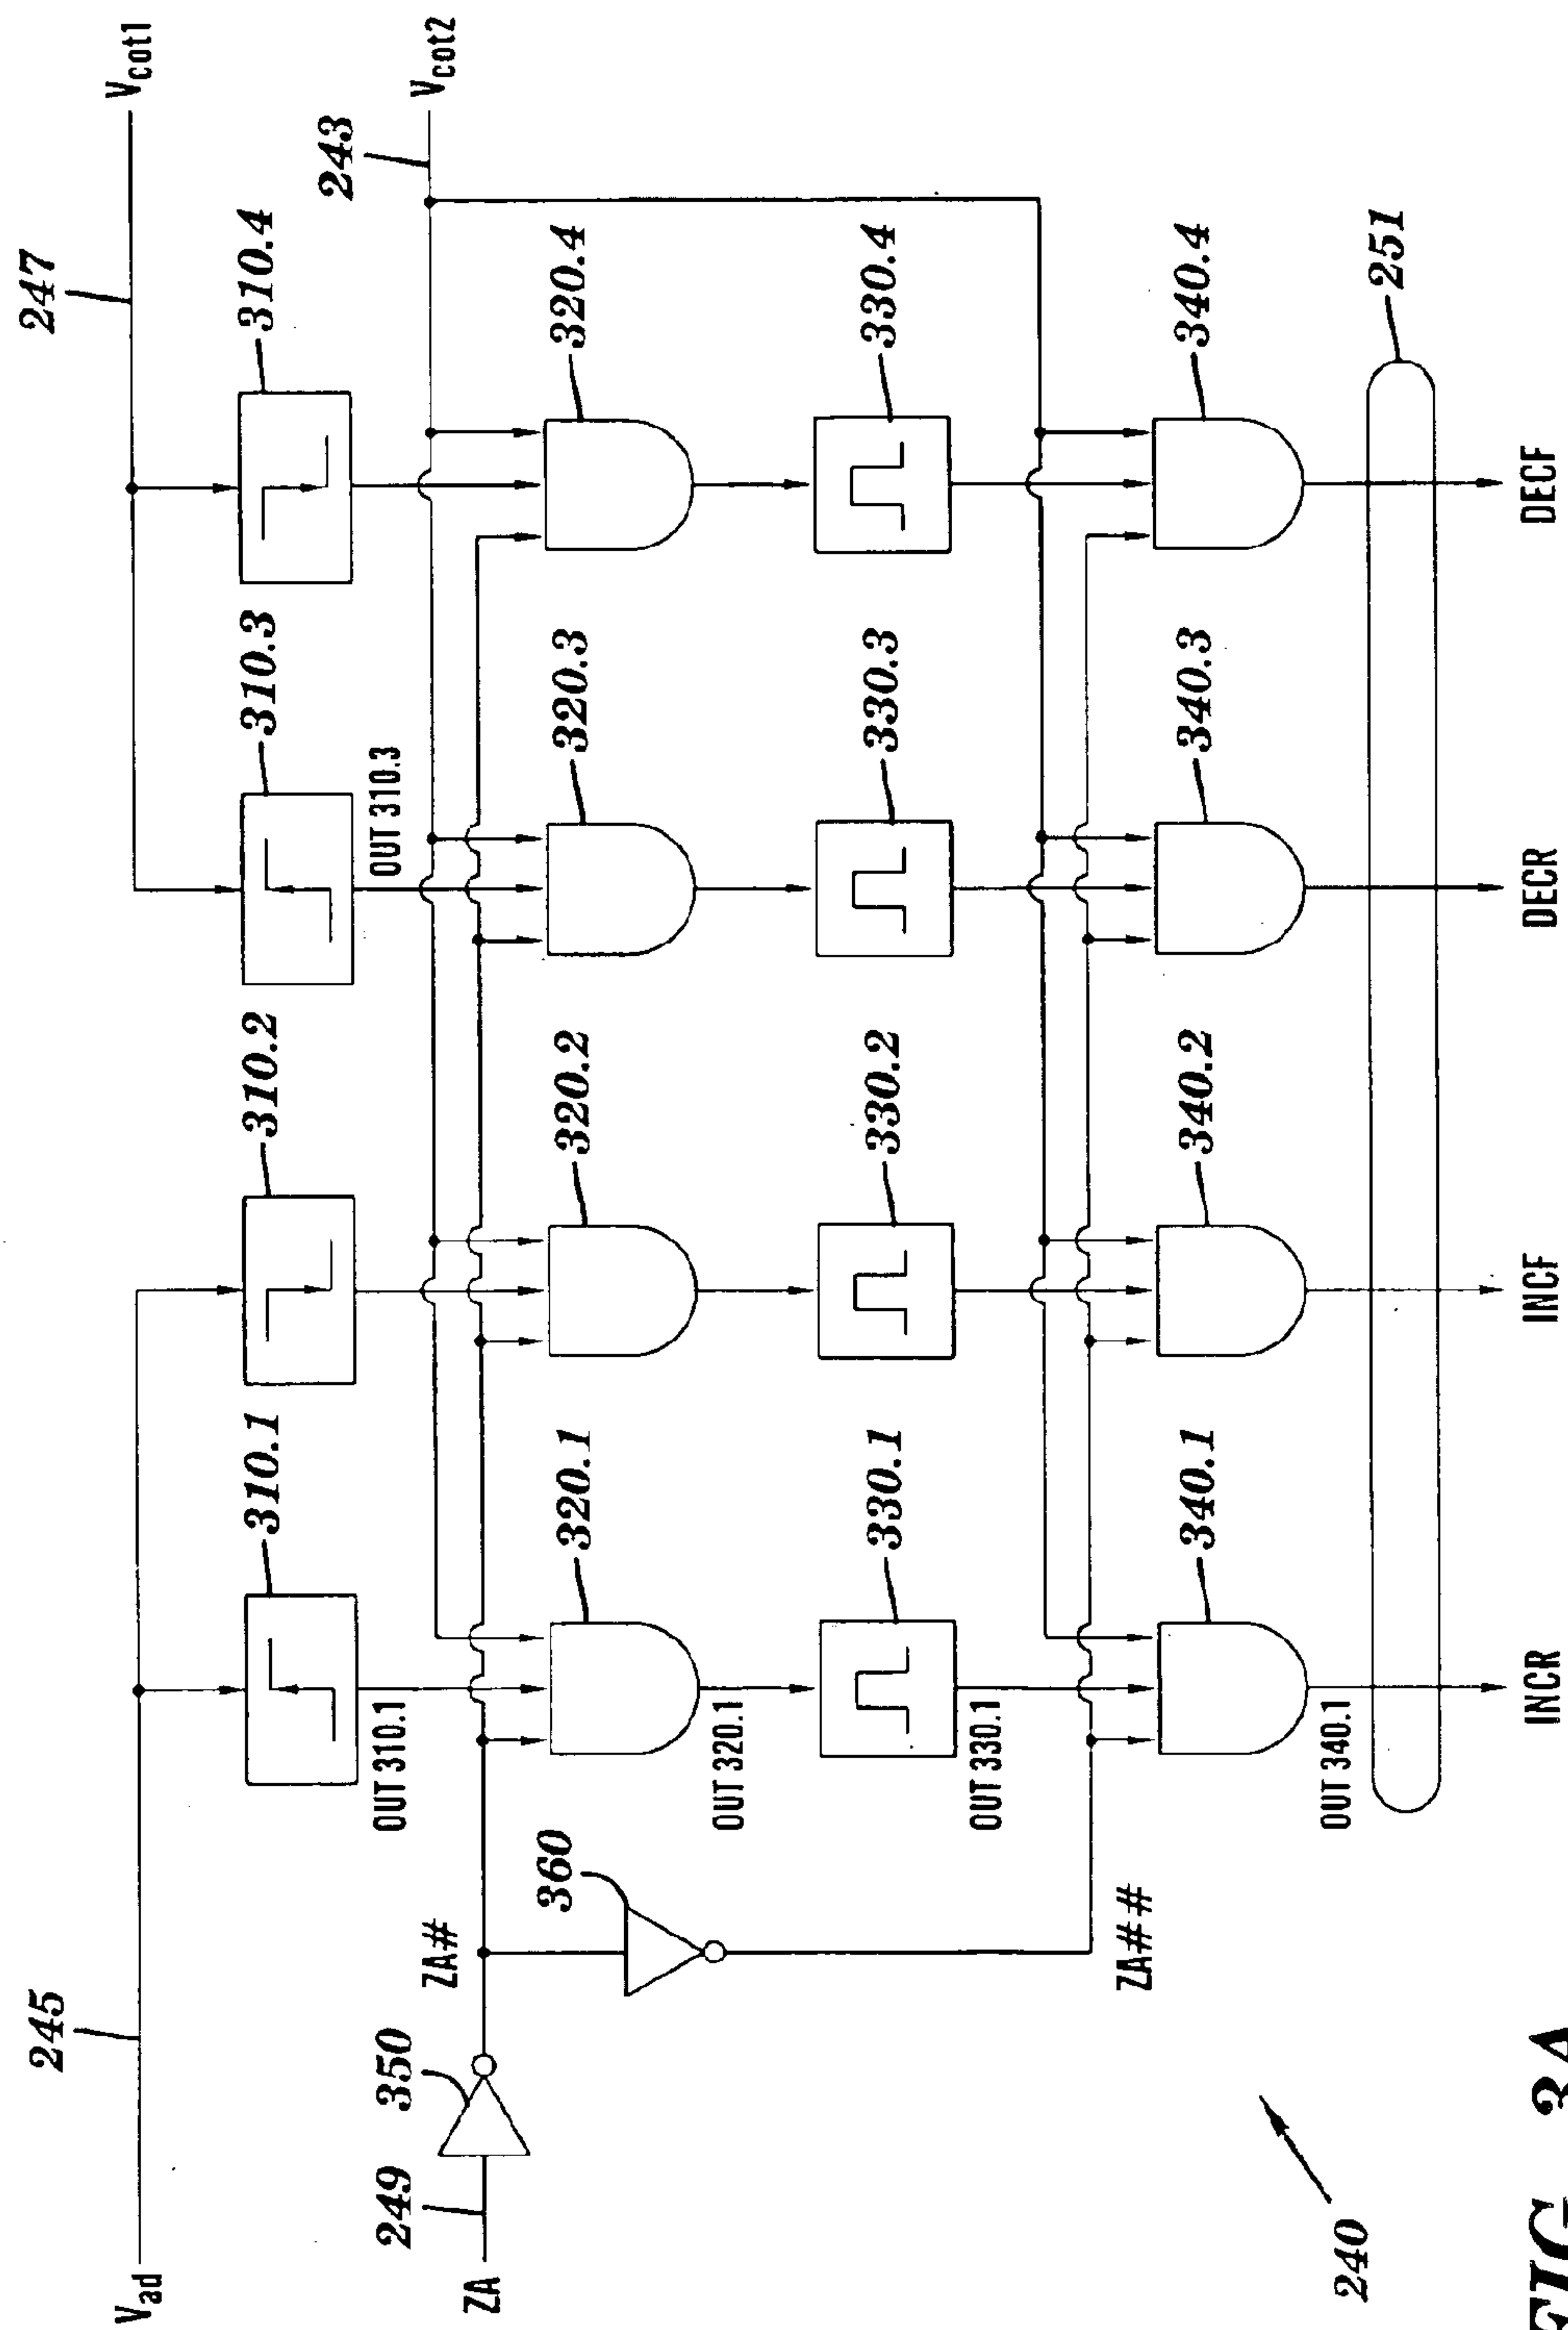 247
245
V_ad
V_cot1
310.1
310.2
310.3
310.4
243
V_cot2
OUT 310.1
OUT 310.3
249
350
ZA
ZA#
360
320.1
320.2
320.3
320.4
OUT 320.1
330.1
330.2
330.3
330.4
OUT 330.1
ZA##
340.1
340.2
340.3
340.4
OUT 340.1
251
240
INCR
INCF
DECR
DECF
FIG. 3A